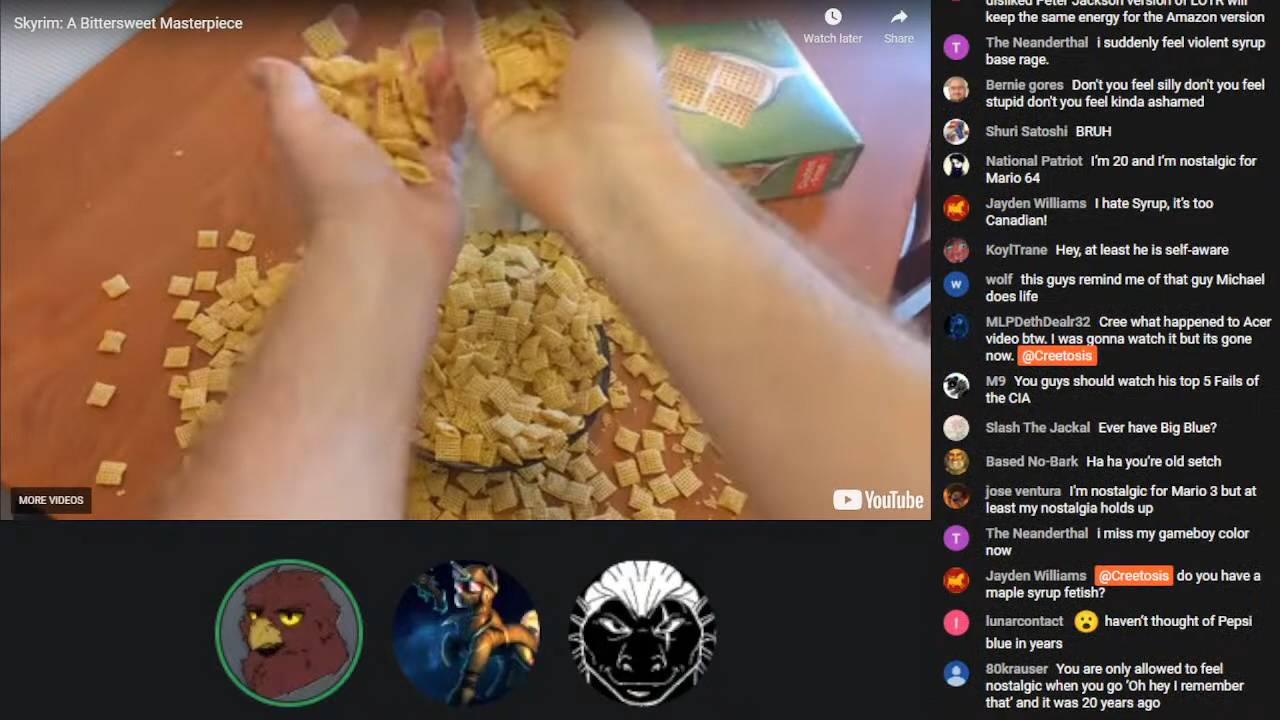 Skyrim: A Bittersweet Masterpiece
Watch later
Share
MORE VIDEOS
YouTube
disliked Peter Jackson version of LOTR will
keep the same energy for the Amazon version
The Neanderthal i suddenly feel violent syrup
base rage.
Bernie gores Don't you feel silly don't you feel
stupid don't you feel kinda ashamed
Shuri Satoshi BRUH
National Patriot I'm 20 and I'm nostalgic for
Mario 64
Jayden Williams I hate Syrup, it's too
Canadian!
KoylTrane Hey, at least he is self-aware
W
wolf this guys remind me of that guy Michael
does life
MLPDethDealr32 Cree what happened to Acer
video btw. I was gonna watch it but its gone
now. @Creetosis
M9 You guys should watch his top 5 Fails of
the CIA
Slash The Jackal Ever have Big Blue?
Based No-Bark Ha ha you're old setch
jose ventura I'm nostalgic for Mario 3 but at
least my nostalgia holds up
T
The Neanderthal i miss my gameboy color
now
Jayden Williams @Creetosis do you have a
maple syrup fetish?
I
lunarcontact 😮 haven't thought of Pepsi
blue in years
80krauser You are only allowed to feel
nostalgic when you go 'Oh hey I remember
that' and it was 20 years ago